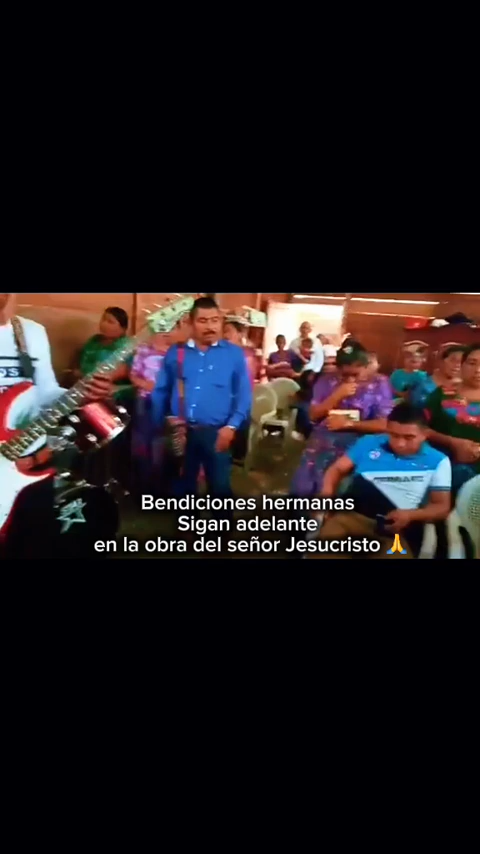 Bendiciones hermanas
Sigan adelante
en la obra del señor Jesucristo 🙏